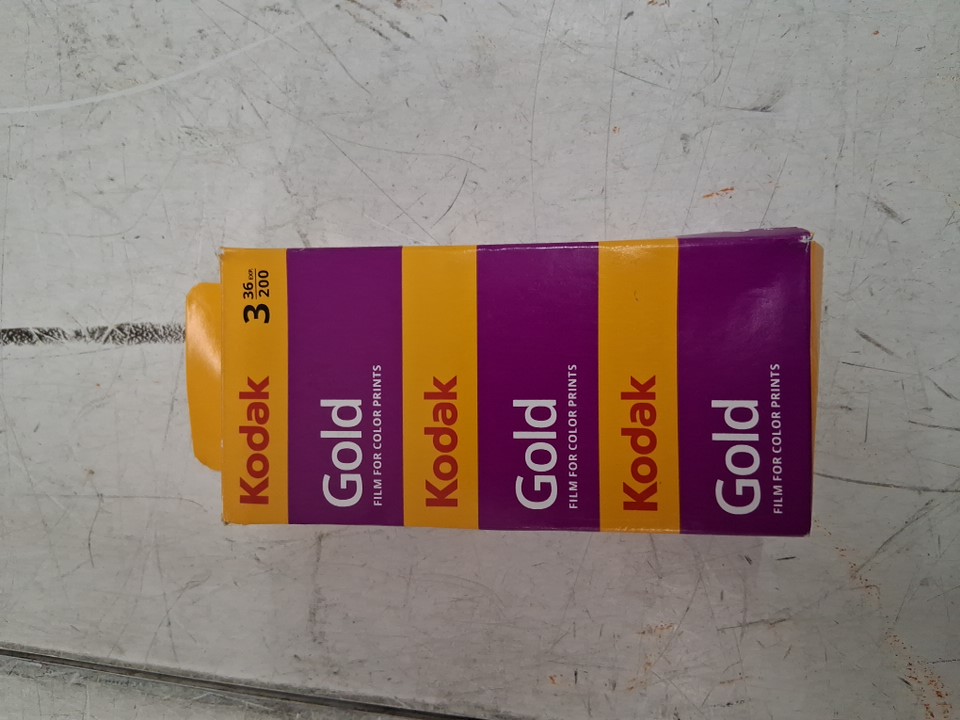 Kodak 3 36 EXP. 200
Gold
FILM FOR COLOR PRINTS
Kodak
Gold
FILM FOR COLOR PRINTS
Kodak
Gold
FILM FOR COLOR PRINTS